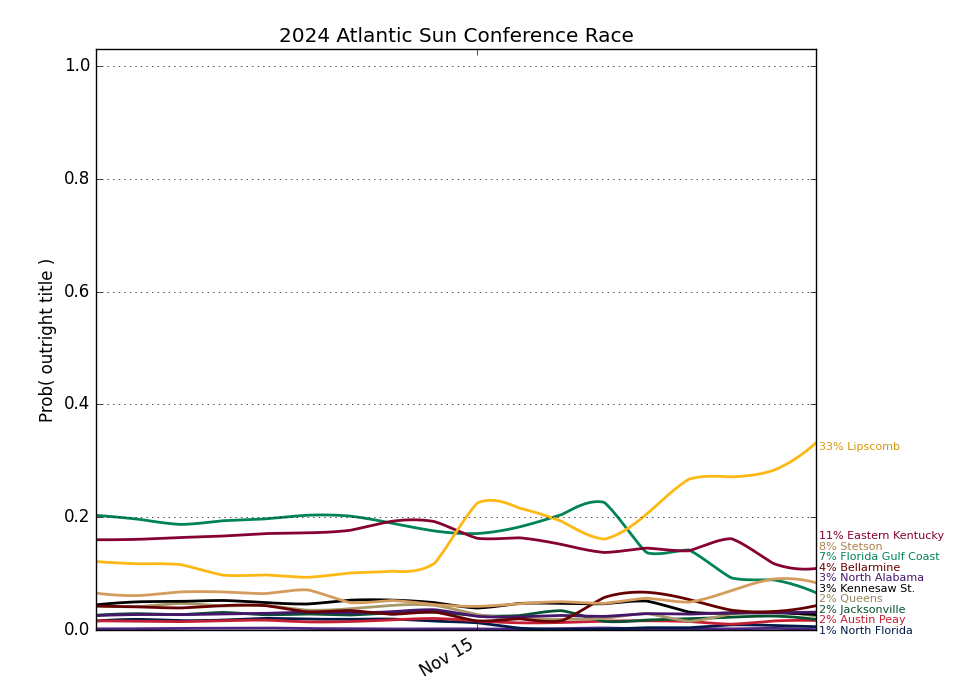 2024 Atlantic Sun Conference Race
1.0
0.8
0.6
0.4
0.2
0.0
Prob( outright title )
Nov 15
33% Lipscomb
11% Eastern Kentucky
8% Stetson
7% Florida Gulf Coast
4% Bellarmine
3% North Alabama
3% Kennesaw St.
2% Queens
2% Jacksonville
2% Austin Peay
1% North Florida